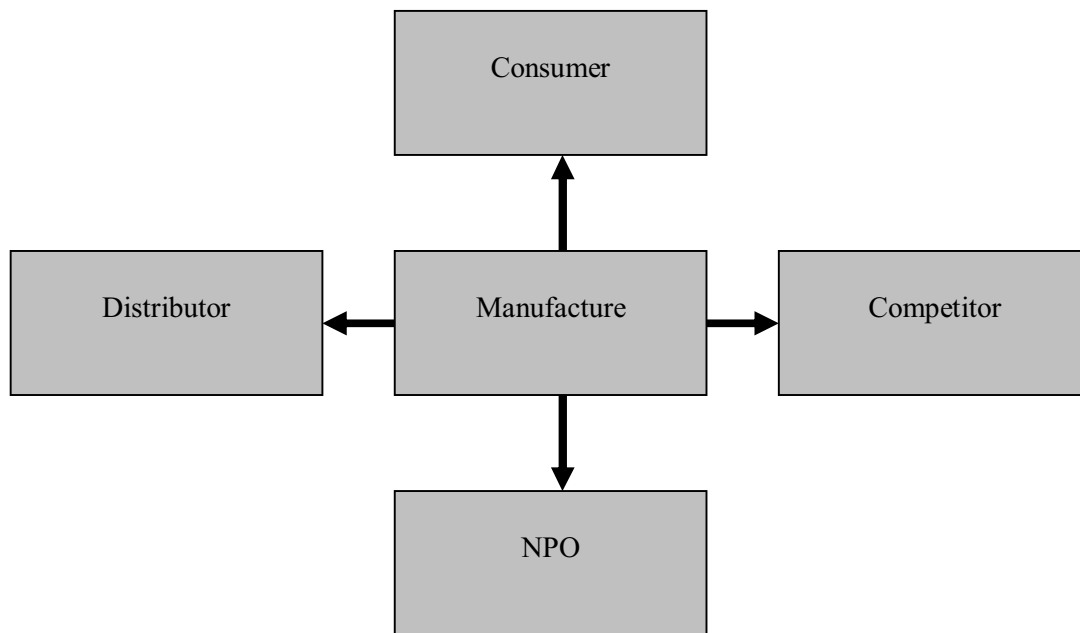 Consumer
Distributor
Manufacture
Competitor
NPO